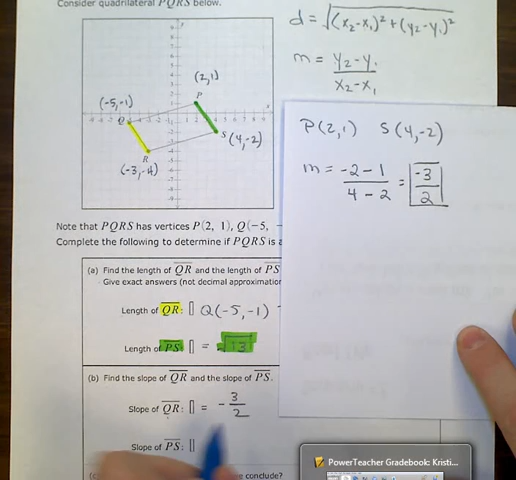 Consider quadrilateral PQRS below.
d = √(x₂-x₁)² + (y₂-y₁)²
m = y₂-y₁
x₂-x₁
(2,1)
P
(-5,-1)
Q
S (4,-2)
R
(-3,-4)
P(2,1) S(4,-2)
m = -2-1 = -3
4-2 2
Note that PQRS has vertices P(2, 1), Q(-5, -
Complete the following to determine if PQRS is a
(a) Find the length of QR and the length of PS
Give exact answers (not decimal approximation
Length of QR: Q(-5,-1)
Length of PS: = √13
(b) Find the slope of QR and the slope of PS.
Slope of QR: = -3
2
Slope of PS:
(c e conclude?
PowerTeacher Gradebook: Kristi...